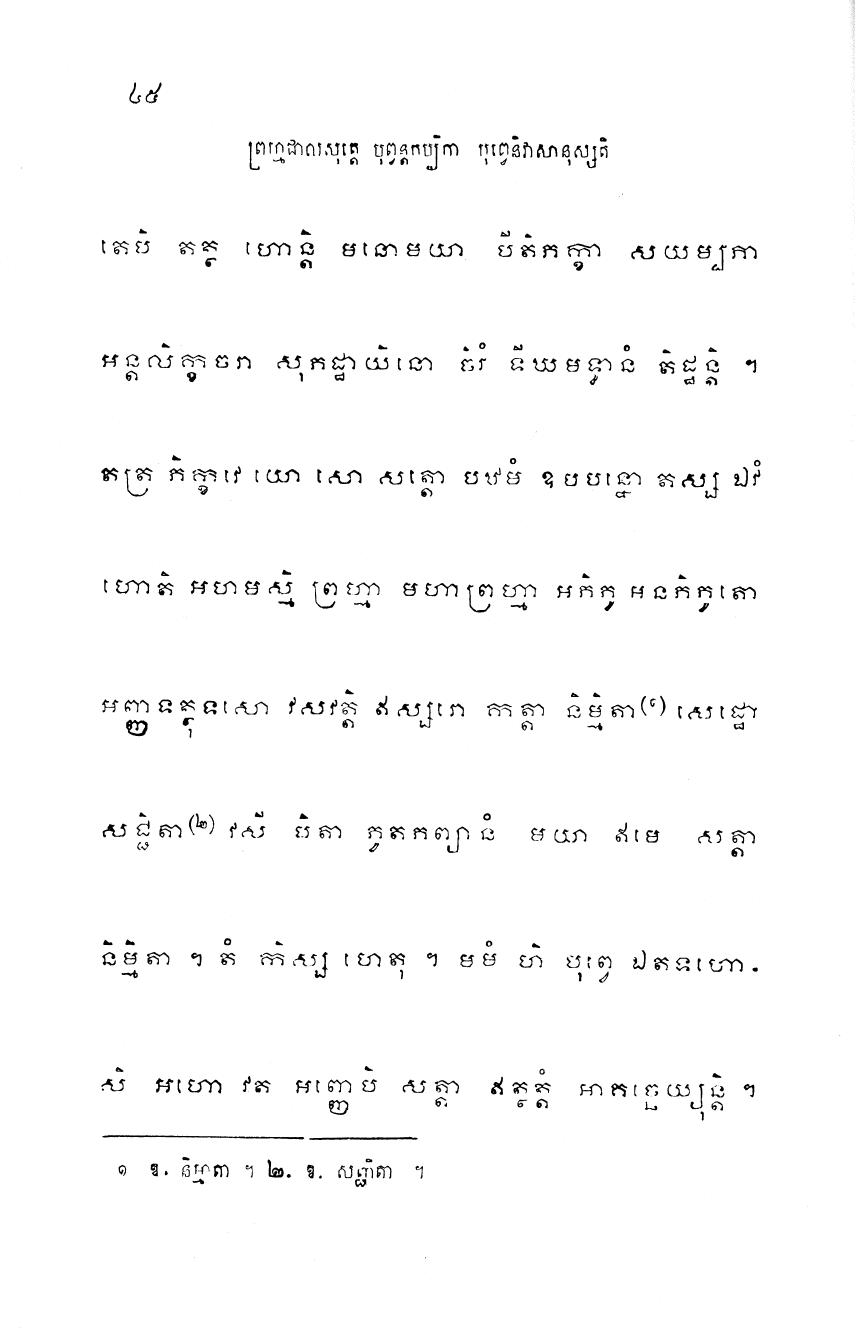 ៤៥
ព្រហ្មជាលសុត្តេ បុព្វន្តកប្បិកា បុព្វេនិវាសានុស្សតិ
តេបិ តត្ថ ហោន្តិ មនោមយា បីតិភក្ខា សយម្បភា
អន្តលិក្ខចរា សុភដ្ឋាយិនោ ចិរំ ទីឃមទ្ធានំ តិដ្ឋន្តិ ។
តត្រ ភិក្ខវេ យោ សោ សត្តោ បឋមំ ឧបបន្នោ តស្ស ឯវំ
ហោតិ អហមស្មិ ព្រហ្មា មហាព្រហ្មា អភិភូ អនភិភូតោ
អញ្ញទត្ថុទសោ វសវត្តិ ឥស្សរោ កត្តា និម្មិតា(១) សេដ្ឋោ
សជ្ជិតា(២) វសី បិតា ភូតភព្យានំ មយា ឥមេ សត្តា
និម្មិតា ។ តំ កិស្ស ហេតុ ។ មមំ ហិ បុព្វេ ឯតទហោ.
សិ អហោ វត អញ្ញេបិ សត្តា ឥត្ថត្តំ អាគច្ឆេយ្យុន្តិ ។
១ ឱ. និម្មាតា ។ ២. ឱ. សញ្ជិតា ។